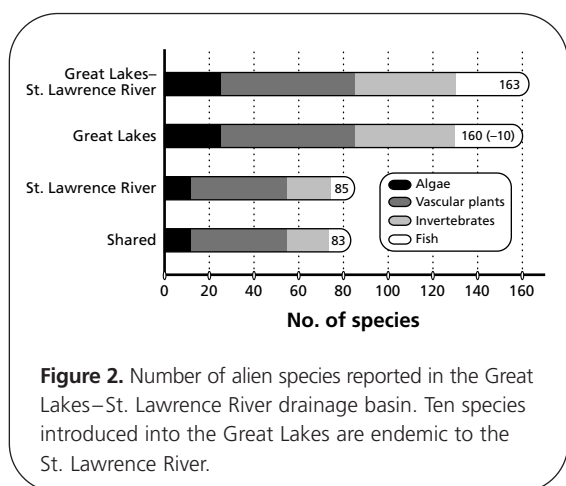 Great Lakes–
St. Lawrence River
163
Great Lakes
160 (–10)
St. Lawrence River
85
Shared
83
Algae
Vascular plants
Invertebrates
Fish
0 20 40 60 80 100 120 140 160
No. of species
Figure 2. Number of alien species reported in the Great
Lakes–St. Lawrence River drainage basin. Ten species
introduced into the Great Lakes are endemic to the
St. Lawrence River.